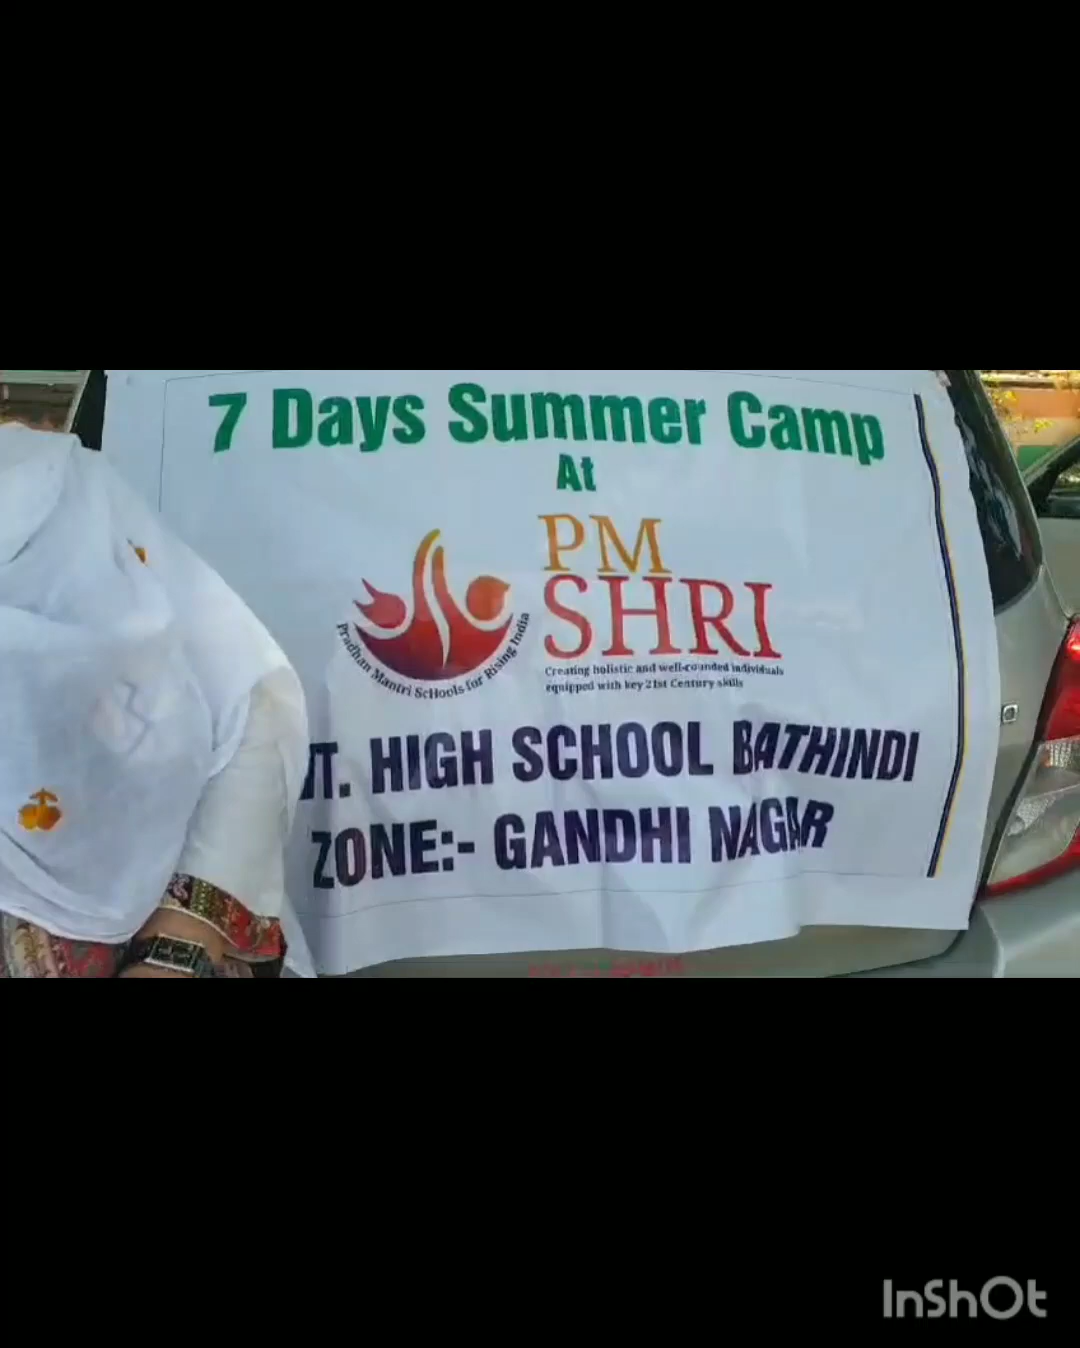 7 Days Summer Camp
At
PM
SHRI
Pradhan Mantri ScHools for Rising India
Creating holistic and well-rounded individuals
equipped with key 21st Century skills
T. HIGH SCHOOL BATHINDI
ZONE:- GANDHI NAGAR
InShOt